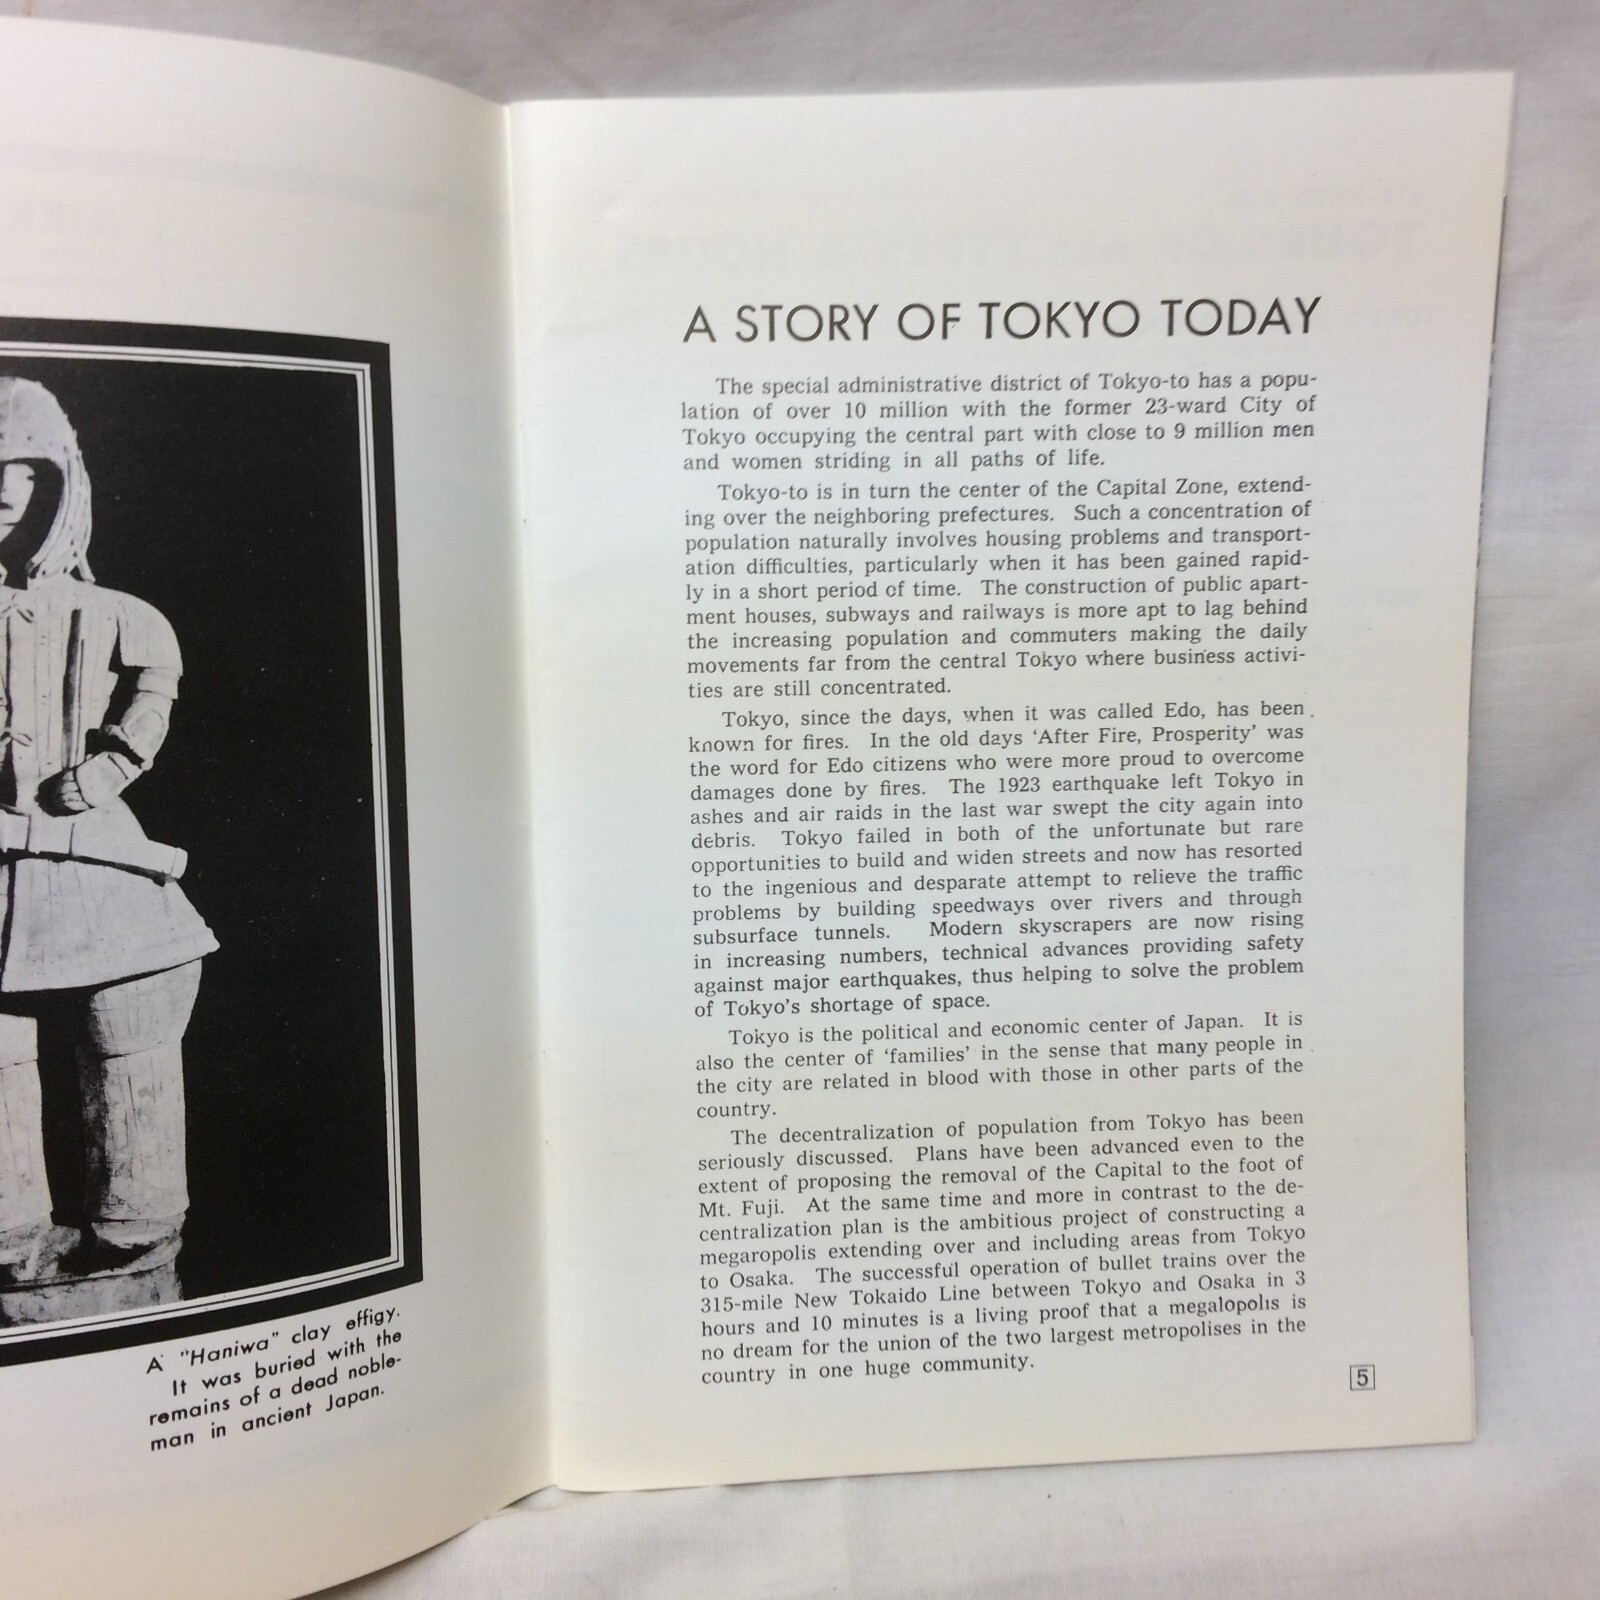 A "Haniwa" clay effigy.
It was buried with the
remains of a dead noble-
man in ancient Japan.
A STORY OF TOKYO TODAY
The special administrative district of Tokyo-to has a popu-
lation of over 10 million with the former 23-ward City of
Tokyo occupying the central part with close to 9 million men
and women striding in all paths of life.
Tokyo-to is in turn the center of the Capital Zone, extend-
ing over the neighboring prefectures. Such a concentration of
population naturally involves housing problems and transport-
ation difficulties, particularly when it has been gained rapid-
ly in a short period of time. The construction of public apart-
ment houses, subways and railways is more apt to lag behind
the increasing population and commuters making the daily
movements far from the central Tokyo where business activi-
ties are still concentrated.
Tokyo, since the days, when it was called Edo, has been
known for fires. In the old days 'After Fire, Prosperity' was
the word for Edo citizens who were more proud to overcome
damages done by fires. The 1923 earthquake left Tokyo in
ashes and air raids in the last war swept the city again into
debris. Tokyo failed in both of the unfortunate but rare
opportunities to build and widen streets and now has resorted
to the ingenious and desparate attempt to relieve the traffic
problems by building speedways over rivers and through
subsurface tunnels. Modern skyscrapers are now rising
in increasing numbers, technical advances providing safety
against major earthquakes, thus helping to solve the problem
of Tokyo's shortage of space.
Tokyo is the political and economic center of Japan. It is
also the center of 'families' in the sense that many people in
the city are related in blood with those in other parts of the
country.
The decentralization of population from Tokyo has been
seriously discussed. Plans have been advanced even to the
extent of proposing the removal of the Capital to the foot of
Mt. Fuji. At the same time and more in contrast to the de-
centralization plan is the ambitious project of constructing a
megaropolis extending over and including areas from Tokyo
to Osaka. The successful operation of bullet trains over the
315-mile New Tokaido Line between Tokyo and Osaka in 3
hours and 10 minutes is a living proof that a megalopolis is
no dream for the union of the two largest metropolises in the
country in one huge community.
5